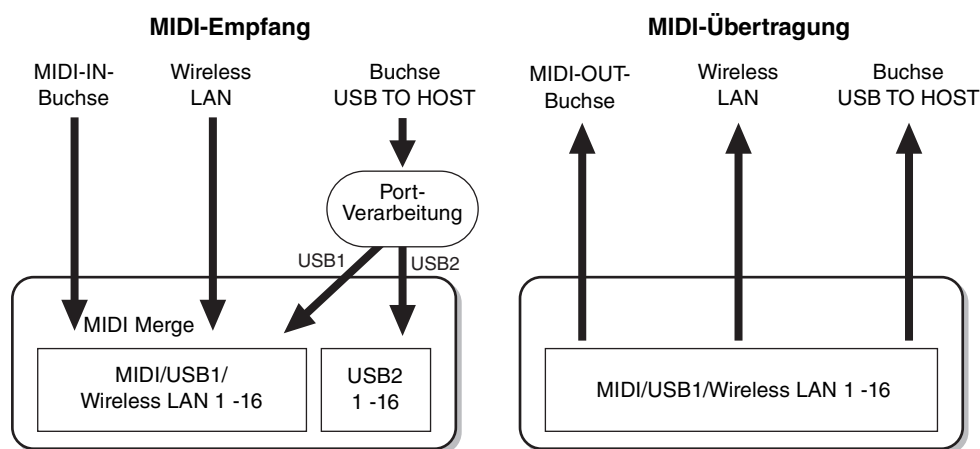 MIDI-Empfang
MIDI-IN-
Buchse
Wireless
LAN
Buchse
USB TO HOST
Port-
Verarbeitung
USB1
USB2
MIDI Merge
MIDI/USB1/
Wireless LAN 1 -16
USB2
1 -16
MIDI-Übertragung
MIDI-OUT-
Buchse
Wireless
LAN
Buchse
USB TO HOST
MIDI/USB1/Wireless LAN 1 -16